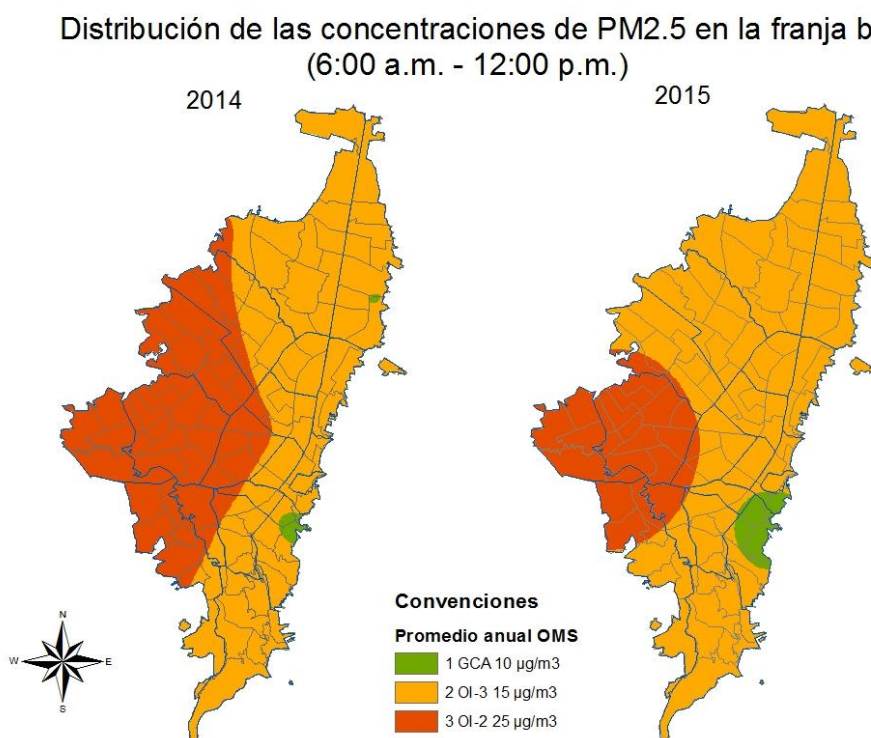 Distribución de las concentraciones de PM2.5 en la franja b
(6:00 a.m. - 12:00 p.m.)
2014
2015
Convenciones
Promedio anual OMS
1 GCA 10 µg/m3
2 OI-3 15 µg/m3
3 OI-2 25 µg/m3
N
W
E
S